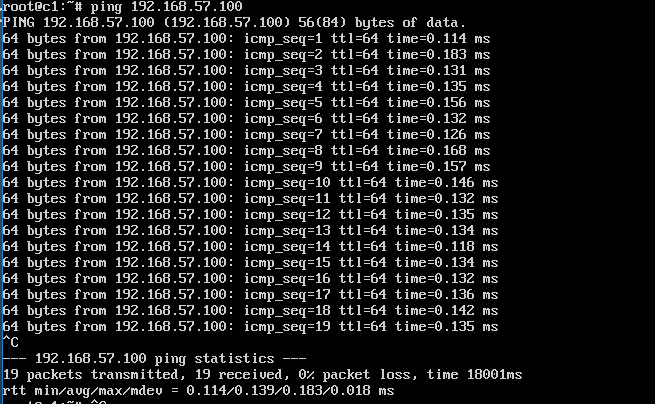 root@c1:~# ping 192.168.57.100
PING 192.168.57.100 (192.168.57.100) 56(84) bytes of data.
64 bytes from 192.168.57.100: icmp_seq=1 ttl=64 time=0.114 ms
64 bytes from 192.168.57.100: icmp_seq=2 ttl=64 time=0.183 ms
64 bytes from 192.168.57.100: icmp_seq=3 ttl=64 time=0.131 ms
64 bytes from 192.168.57.100: icmp_seq=4 ttl=64 time=0.135 ms
64 bytes from 192.168.57.100: icmp_seq=5 ttl=64 time=0.156 ms
64 bytes from 192.168.57.100: icmp_seq=6 ttl=64 time=0.132 ms
64 bytes from 192.168.57.100: icmp_seq=7 ttl=64 time=0.126 ms
64 bytes from 192.168.57.100: icmp_seq=8 ttl=64 time=0.168 ms
64 bytes from 192.168.57.100: icmp_seq=9 ttl=64 time=0.157 ms
64 bytes from 192.168.57.100: icmp_seq=10 ttl=64 time=0.146 ms
64 bytes from 192.168.57.100: icmp_seq=11 ttl=64 time=0.132 ms
64 bytes from 192.168.57.100: icmp_seq=12 ttl=64 time=0.135 ms
64 bytes from 192.168.57.100: icmp_seq=13 ttl=64 time=0.134 ms
64 bytes from 192.168.57.100: icmp_seq=14 ttl=64 time=0.118 ms
64 bytes from 192.168.57.100: icmp_seq=15 ttl=64 time=0.134 ms
64 bytes from 192.168.57.100: icmp_seq=16 ttl=64 time=0.132 ms
64 bytes from 192.168.57.100: icmp_seq=17 ttl=64 time=0.136 ms
64 bytes from 192.168.57.100: icmp_seq=18 ttl=64 time=0.142 ms
64 bytes from 192.168.57.100: icmp_seq=19 ttl=64 time=0.135 ms
^C
--- 192.168.57.100 ping statistics ---
19 packets transmitted, 19 received, 0% packet loss, time 18001ms
rtt min/avg/max/mdev = 0.114/0.139/0.183/0.018 ms